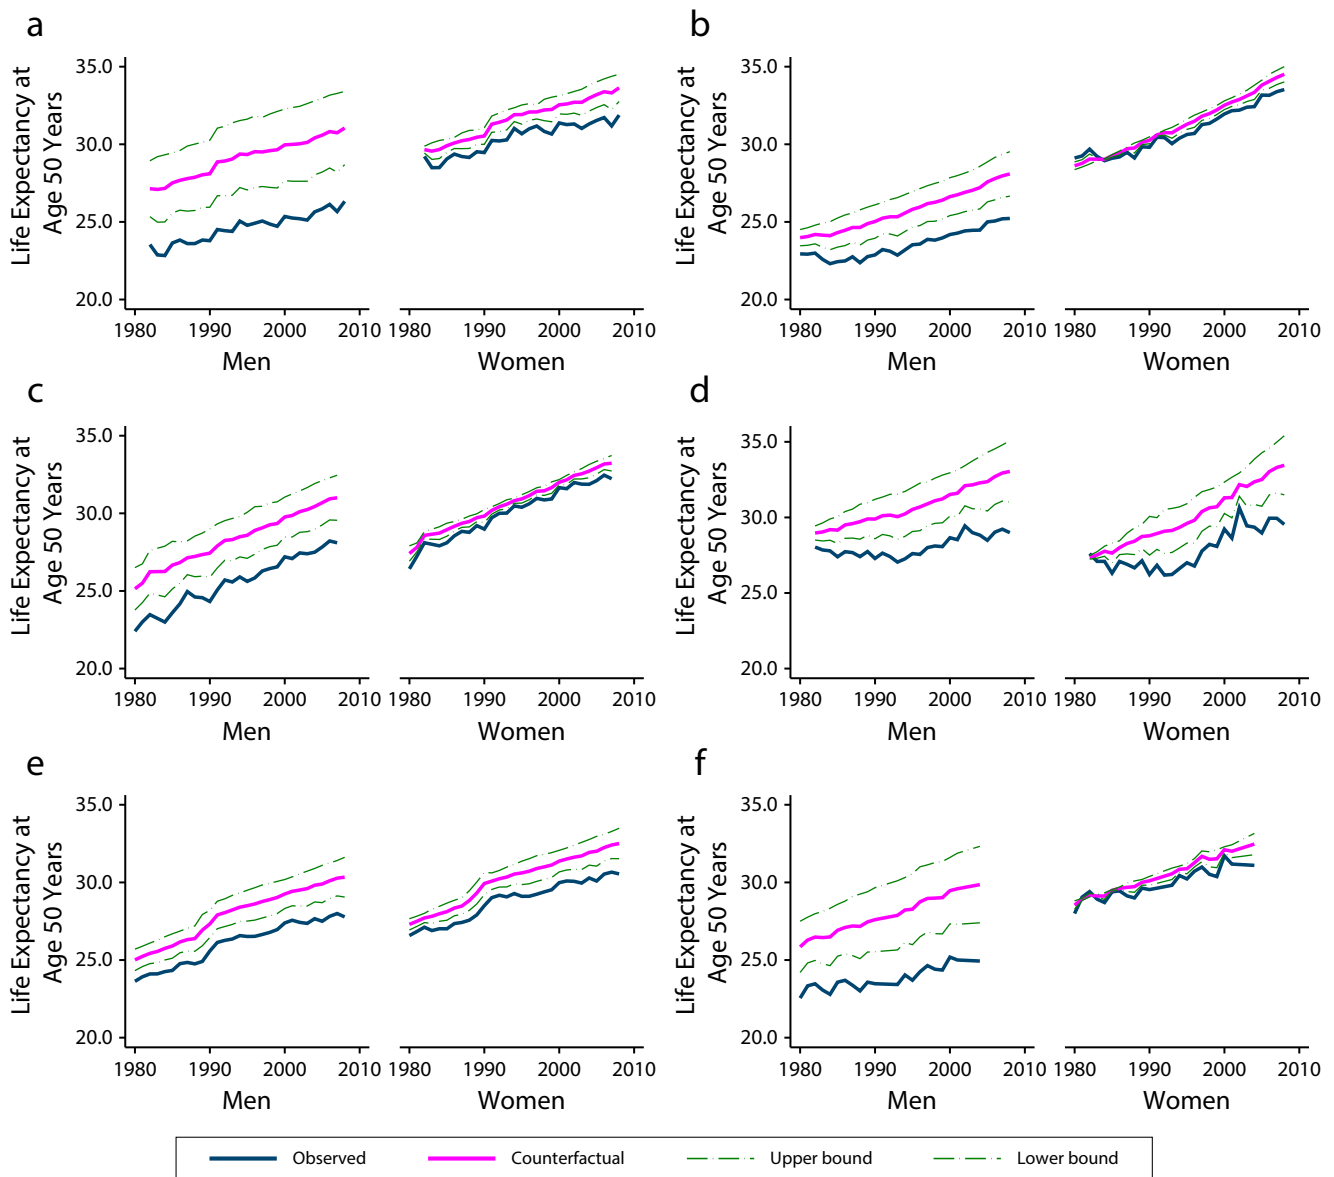 a
Life Expectancy at
Age 50 Years
35.0
30.0
25.0
20.0
1980 1990 2000 2010
Men
1980 1990 2000 2010
Women
b
Life Expectancy at
Age 50 Years
35.0
30.0
25.0
20.0
1980 1990 2000 2010
Men
1980 1990 2000 2010
Women
c
Life Expectancy at
Age 50 Years
35.0
30.0
25.0
20.0
1980 1990 2000 2010
Men
1980 1990 2000 2010
Women
d
Life Expectancy at
Age 50 Years
35.0
30.0
25.0
20.0
1980 1990 2000 2010
Men
1980 1990 2000 2010
Women
e
Life Expectancy at
Age 50 Years
35.0
30.0
25.0
20.0
1980 1990 2000 2010
Men
1980 1990 2000 2010
Women
f
Life Expectancy at
Age 50 Years
35.0
30.0
25.0
20.0
1980 1990 2000 2010
Men
1980 1990 2000 2010
Women
Observed Counterfactual Upper bound Lower bound